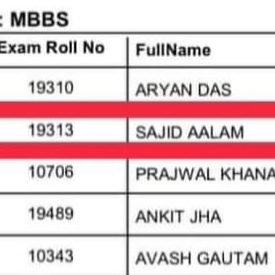 : MBBS
Exam Roll No FullName
19310 ARYAN DAS
19313 SAJID AALAM
10706 PRAJWAL KHANA
19489 ANKIT JHA
10343 AVASH GAUTAM